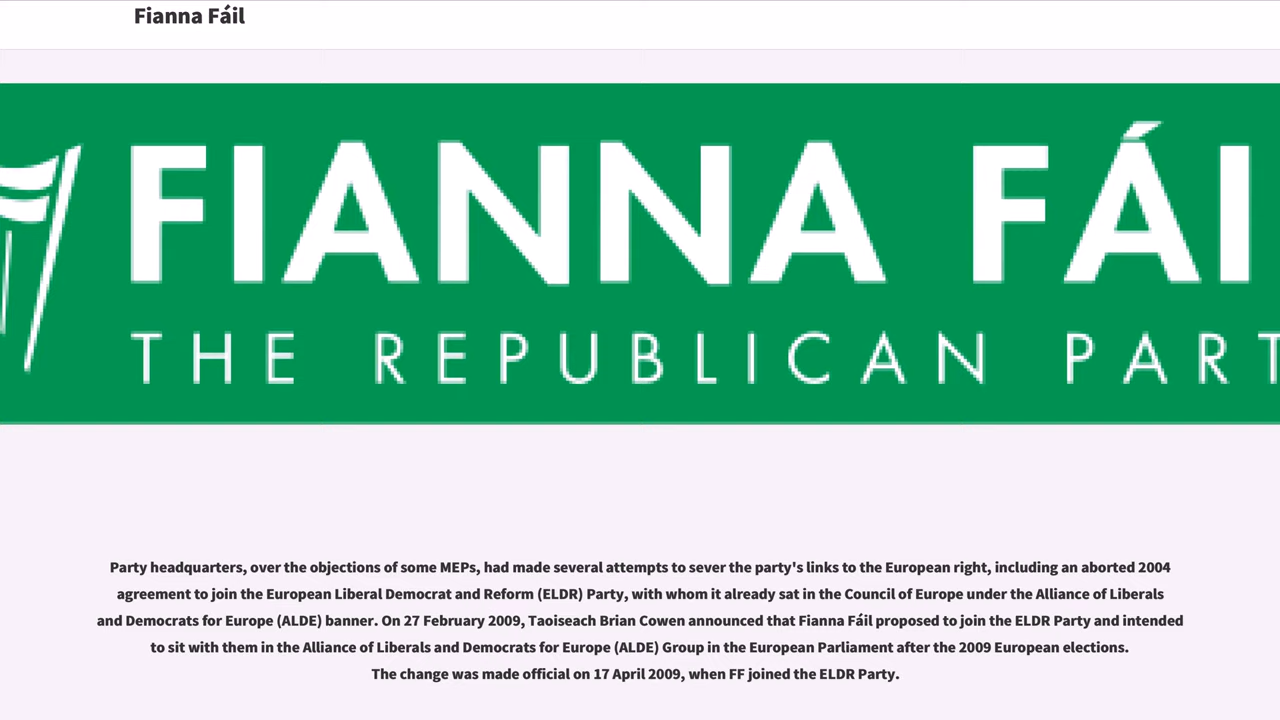 Fianna Fáil
FIANNA FÁI
THE REPUBLICAN PART
Party headquarters, over the objections of some MEPs, had made several attempts to sever the party's links to the European right, including an aborted 2004
agreement to join the European Liberal Democrat and Reform (ELDR) Party, with whom it already sat in the Council of Europe under the Alliance of Liberals
and Democrats for Europe (ALDE) banner. On 27 February 2009, Taoiseach Brian Cowen announced that Fianna Fáil proposed to join the ELDR Party and intended
to sit with them in the Alliance of Liberals and Democrats for Europe (ALDE) Group in the European Parliament after the 2009 European elections.
The change was made official on 17 April 2009, when FF joined the ELDR Party.